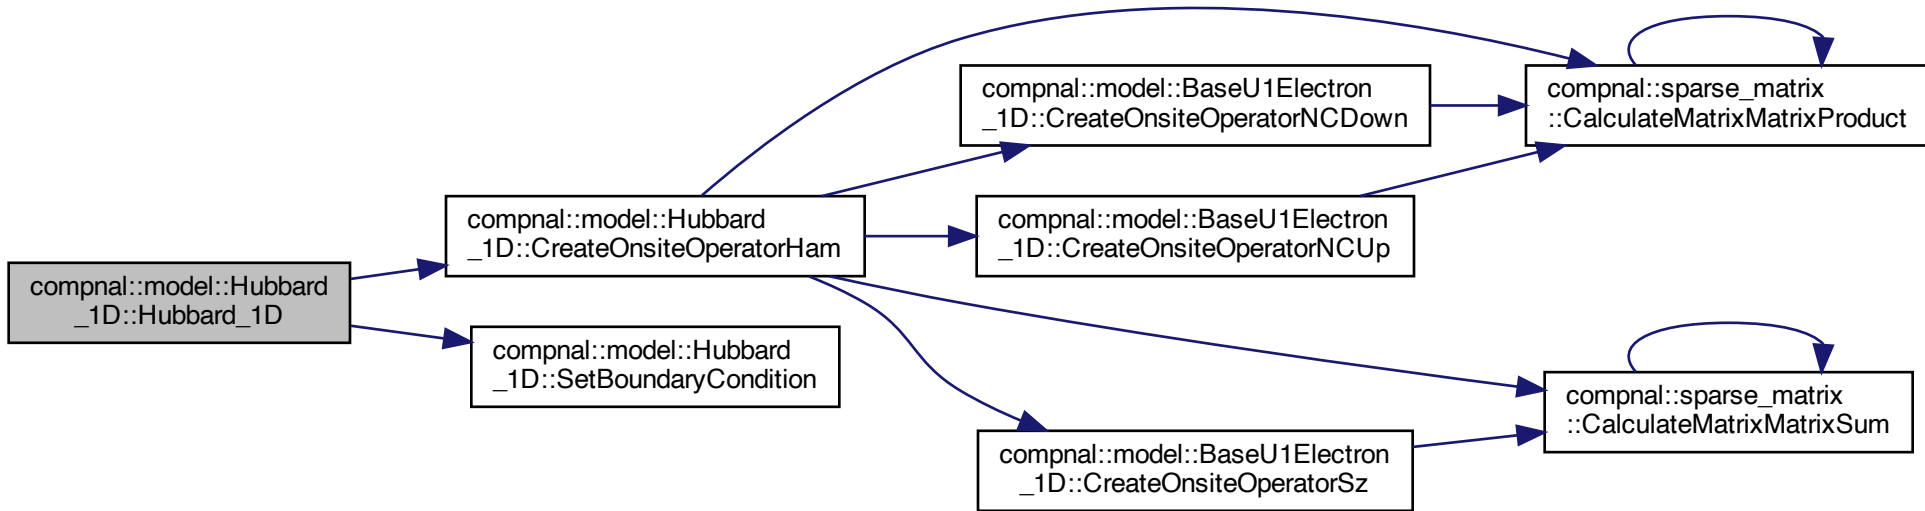 compnal::model::Hubbard
_1D::Hubbard_1D
compnal::model::Hubbard
_1D::CreateOnsiteOperatorHam
compnal::model::Hubbard
_1D::SetBoundaryCondition
compnal::model::BaseU1Electron
_1D::CreateOnsiteOperatorNCDown
compnal::model::BaseU1Electron
_1D::CreateOnsiteOperatorNCUp
compnal::model::BaseU1Electron
_1D::CreateOnsiteOperatorSz
compnal::sparse_matrix
::CalculateMatrixMatrixProduct
compnal::sparse_matrix
::CalculateMatrixMatrixSum